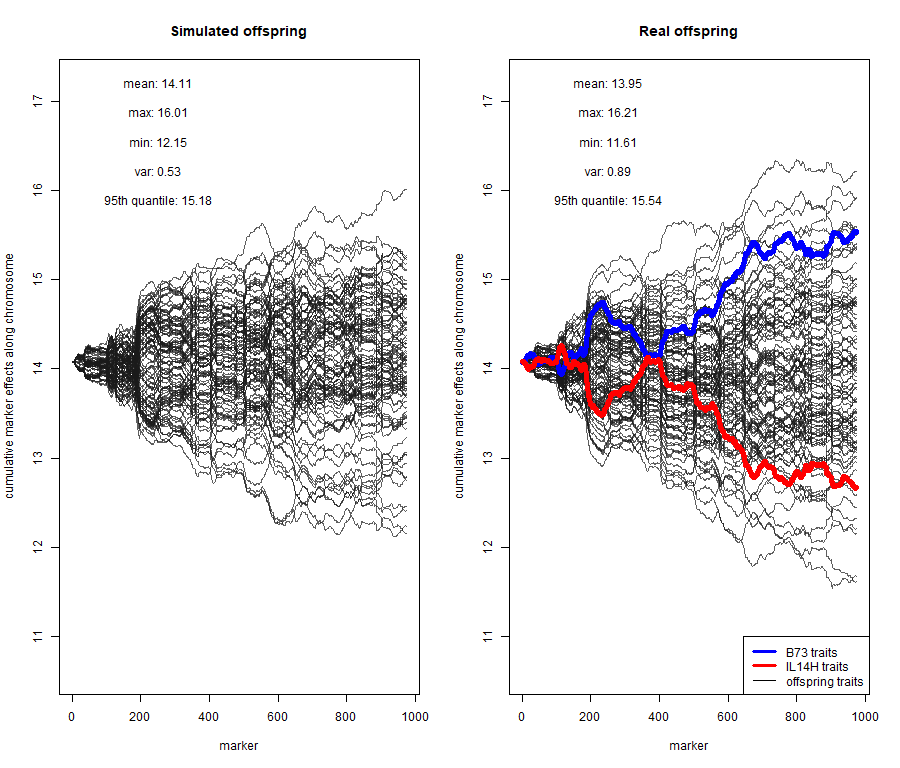 Simulated offspring
mean: 14.11
max: 16.01
min: 12.15
var: 0.53
95th quantile: 15.18
cumulative marker effects along chromosome
17
16
15
14
13
12
11
0 200 400 600 800 1000
marker
Real offspring
mean: 13.95
max: 16.21
min: 11.61
var: 0.89
95th quantile: 15.54
cumulative marker effects along chromosome
17
16
15
14
13
12
11
B73 traits
IL14H traits
offspring traits
0 200 400 600 800 1000
marker